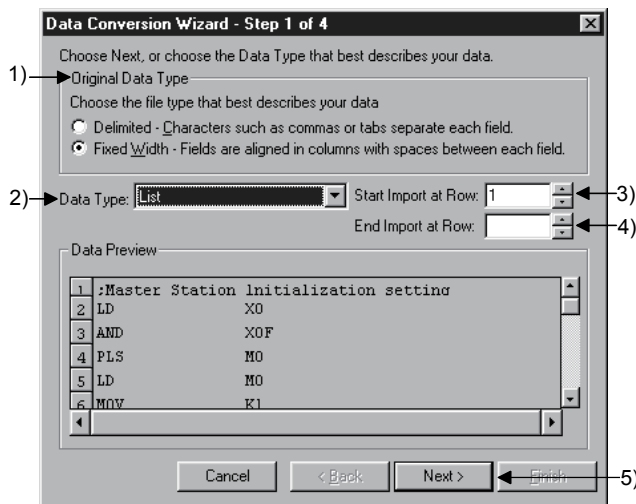 Data Conversion Wizard - Step 1 of 4
Choose Next, or choose the Data Type that best describes your data.
1)
Original Data Type
Choose the file type that best describes your data
Delimited - Characters such as commas or tabs separate each field.
Fixed Width - Fields are aligned in columns with spaces between each field.
2) Data Type: List Start Import at Row: 1 3)
End Import at Row: 4)
Data Preview
1 ;Master Station Initialization setting
2 LD X0
3 AND X0F
4 PLS M0
5 LD M0
6 MOV K1
Cancel < Back Next > Finish 5)